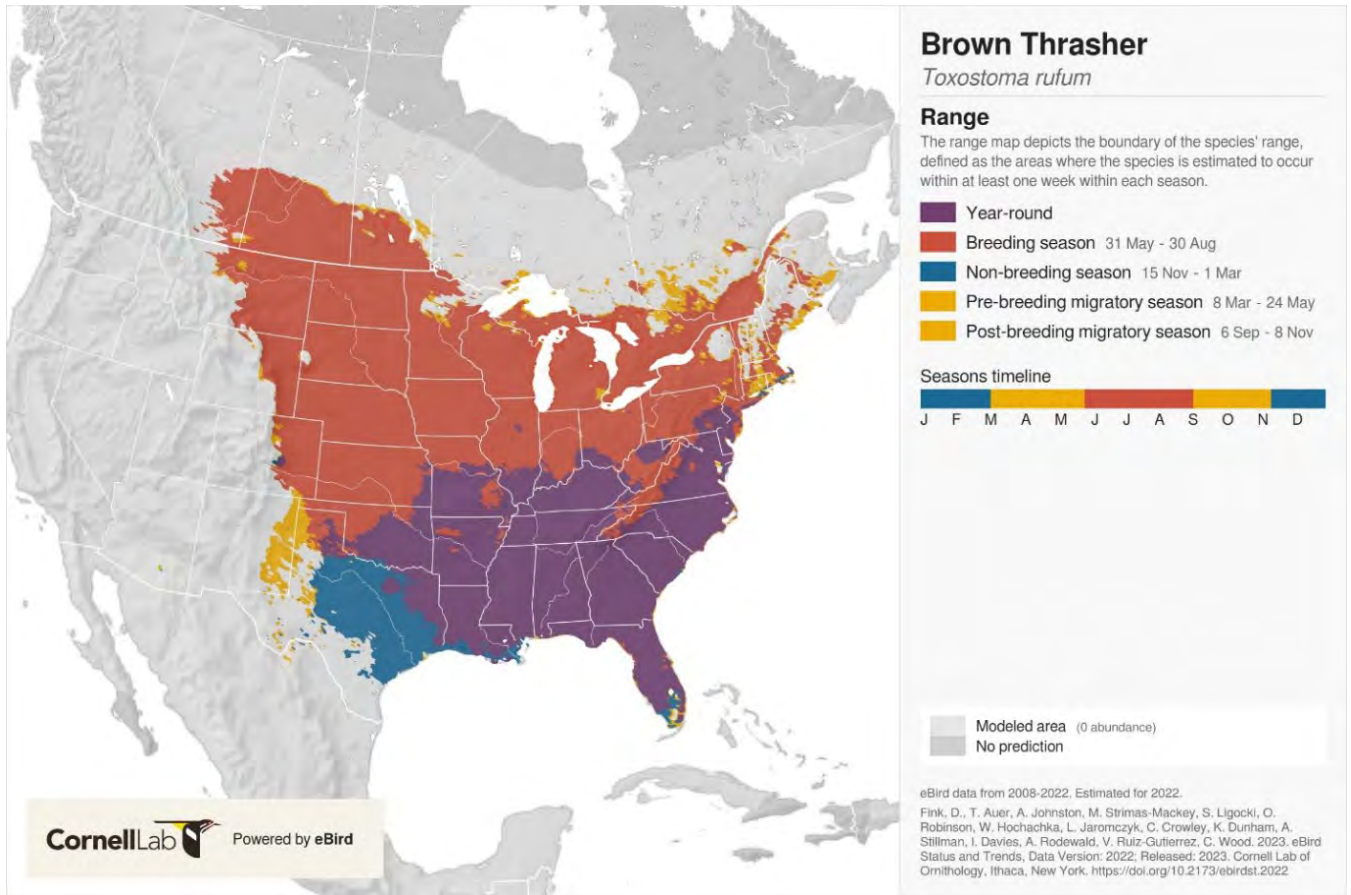 Brown Thrasher
Toxostoma rufum
Range
The range map depicts the boundary of the species' range,
defined as the areas where the species is estimated to occur
within at least one week within each season.
Year-round
Breeding season 31 May - 30 Aug
Non-breeding season 15 Nov - 1 Mar
Pre-breeding migratory season 8 Mar - 24 May
Post-breeding migratory season 6 Sep - 8 Nov
Seasons timeline
J F M A M J J A S O N D
Modeled area (0 abundance)
No prediction
eBird data from 2008-2022. Estimated for 2022.
Fink, D., T. Auer, A. Johnston, M. Strimas-Mackey, S. Ligocki, O.
Robinson, W. Hochachka, L. Jaromczyk, C. Crowley, K. Dunham, A.
Stillman, I. Davies, A. Rodewald, V. Ruiz-Gutierrez, C. Wood. 2023. eBird
Status and Trends, Data Version: 2022; Released: 2023. Cornell Lab of
Ornithology, Ithaca, New York. https://doi.org/10.2173/ebirdst.2022
CornellLab Powered by eBird